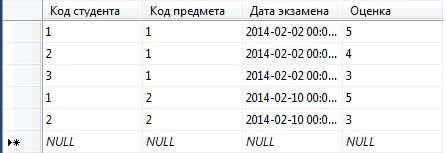 Код студента Код предмета Дата экзамена Оценка
1 1 2014-02-02 00:0... 5
2 1 2014-02-02 00:0... 4
3 1 2014-02-02 00:0... 3
1 2 2014-02-10 00:0... 5
2 2 2014-02-10 00:0... 3
NULL NULL NULL NULL